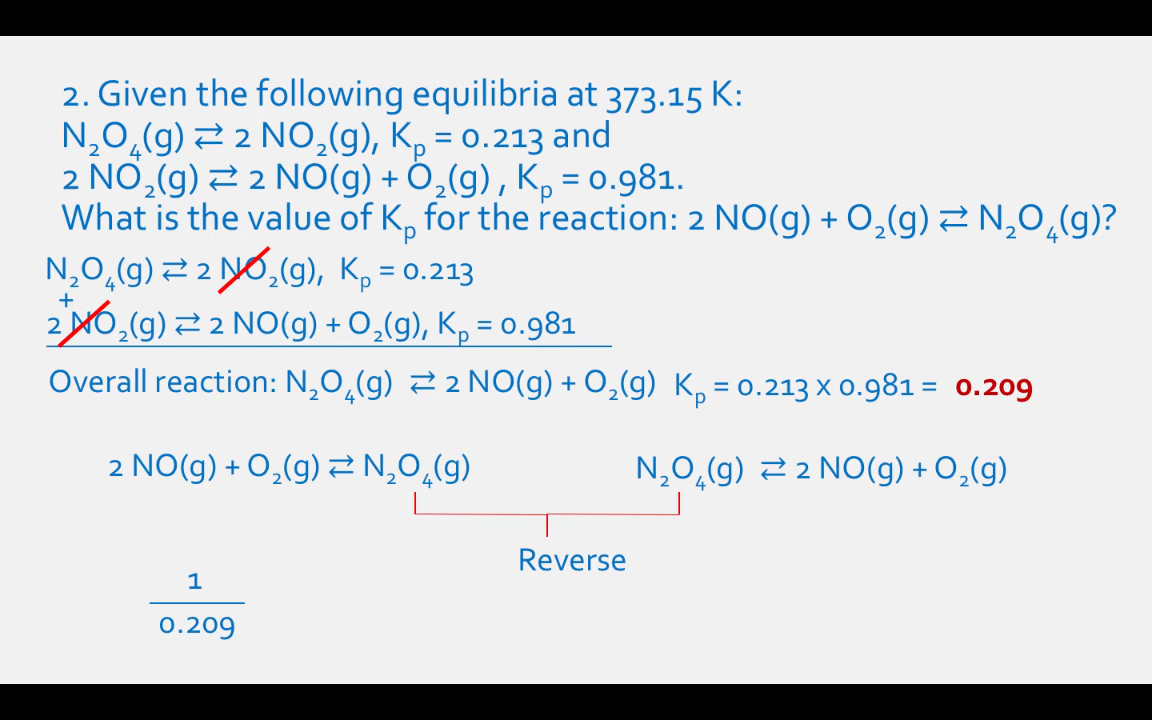 2. Given the following equilibria at 373.15 K:
N₂O₄(g) ⇄ 2 NO₂(g), Kₚ = 0.213 and
2 NO₂(g) ⇄ 2 NO(g) + O₂(g) , Kₚ = 0.981.
What is the value of Kₚ for the reaction: 2 NO(g) + O₂(g) ⇄ N₂O₄(g)?
N₂O₄(g) ⇄ 2 NO₂(g), Kₚ = 0.213
+
2 NO₂(g) ⇄ 2 NO(g) + O₂(g), Kₚ = 0.981
Overall reaction: N₂O₄(g) ⇄ 2 NO(g) + O₂(g) Kₚ = 0.213 x 0.981 = 0.209
2 NO(g) + O₂(g) ⇄ N₂O₄(g) N₂O₄(g) ⇄ 2 NO(g) + O₂(g)
Reverse
1
0.209